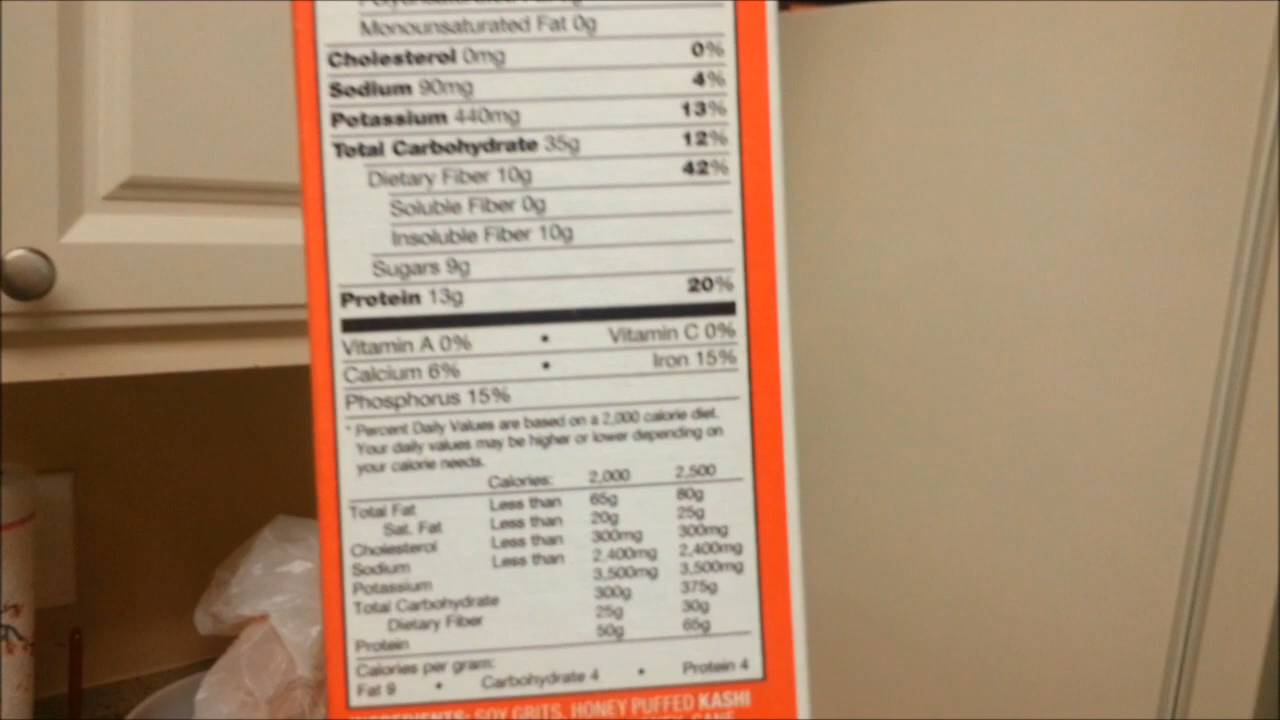 Monounsaturated Fat 0g
Cholesterol 0mg 0%
Sodium 90mg 4%
Potassium 440mg 13%
Total Carbohydrate 35g 12%
Dietary Fiber 10g 42%
Soluble Fiber 0g
Insoluble Fiber 10g
Sugars 9g
Protein 13g 20%
Vitamin A 0% • Vitamin C 0%
Calcium 6% • Iron 15%
Phosphorus 15%
* Percent Daily Values are based on a 2,000 calorie diet.
Your daily values may be higher or lower depending on
your calorie needs.
Calories: 2,000 2,500
Total Fat Less than 65g 80g
Sat. Fat Less than 20g 25g
Cholesterol Less than 300mg 300mg
Sodium Less than 2,400mg 2,400mg
Potassium 3,500mg 3,500mg
Total Carbohydrate 300g 375g
Dietary Fiber 25g 30g
Protein 50g 65g
Calories per gram:
Fat 9 • Carbohydrate 4 • Protein 4
INGREDIENTS: SOY GRITS, HONEY PUFFED KASHI